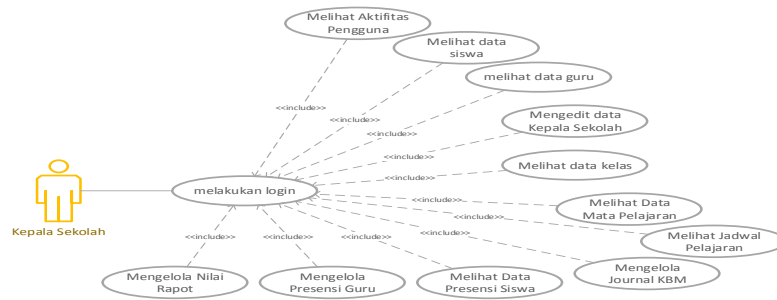 Melihat Aktifitas
Pengguna
Melihat data
siswa
melihat data guru
<<include>>
<<include>>
Mengedit data
Kepala Sekolah
<<include>>
<<include>>
Melihat data kelas
<<include>>
melakukan login
<<include>>
Melihat Data
Mata Pelajaran
<<include>>
Kepala Sekolah
<<include>>
<<include>>
<<include>>
<<include>>
Melihat Jadwal
Pelajaran
Mengelola Nilai
Rapot
Mengelola
Presensi Guru
Melihat Data
Presensi Siswa
Mengelola
Journal KBM